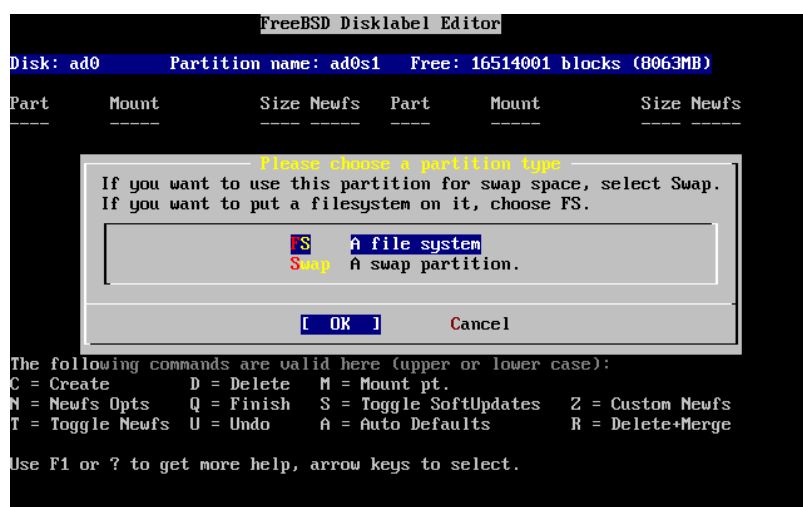 FreeBSD Disklabel Editor
Disk: ad0 Partition name: ad0s1 Free: 16514001 blocks (8063MB)
Part Mount Size Newfs Part Mount Size Newfs
---- ----- ---- ----- ---- ----- ---- -----
Please choose a partition type
If you want to use this partition for swap space, select Swap.
If you want to put a filesystem on it, choose FS.
FS A file system
Swap A swap partition.
[ OK ] Cancel
The following commands are valid here (upper or lower case):
C = Create D = Delete M = Mount pt.
N = Newfs Opts Q = Finish S = Toggle SoftUpdates Z = Custom Newfs
T = Toggle Newfs U = Undo A = Auto Defaults R = Delete+Merge
Use F1 or ? to get more help, arrow keys to select.